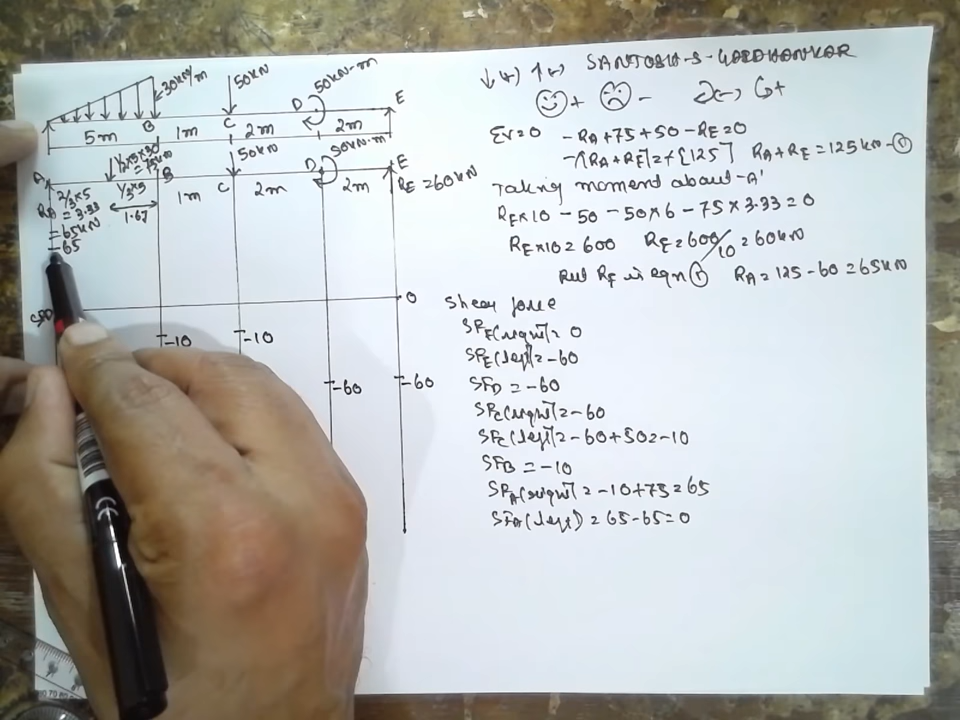 30kN/m
50kN
50kN-m
5m B 1m C 2m D 2m E
1/2×5×30
=75kN
50kN
50kN-m
A B C D E
2/3×5
=3.33
1/3×5
1.67
1m 2m 2m
RE=60kN
RA
=65kN
65
SFD
0
-10
-10
-60
-60
↓(+) ↑(-) SANTOSH-S-
+ - G+
Σv=0 -RA+75+50-RE=0
-[RA+RE]=-[125] RA+RE=125kN-①
Taking moment about-'A'
RE×10-50-50×6-75×3.33=0
RE×10=600 RE=600/10=60kN
Put RE in eqn ① RA=125-60=65kN
Shear force
SFE(right)=0
SFE(left)=-60
SFD=-60
SFC(right)=-60
SFC(left)=-60+50=-10
SFB=-10
SFA(right)=-10+75=65
SFA(left)=65-65=0